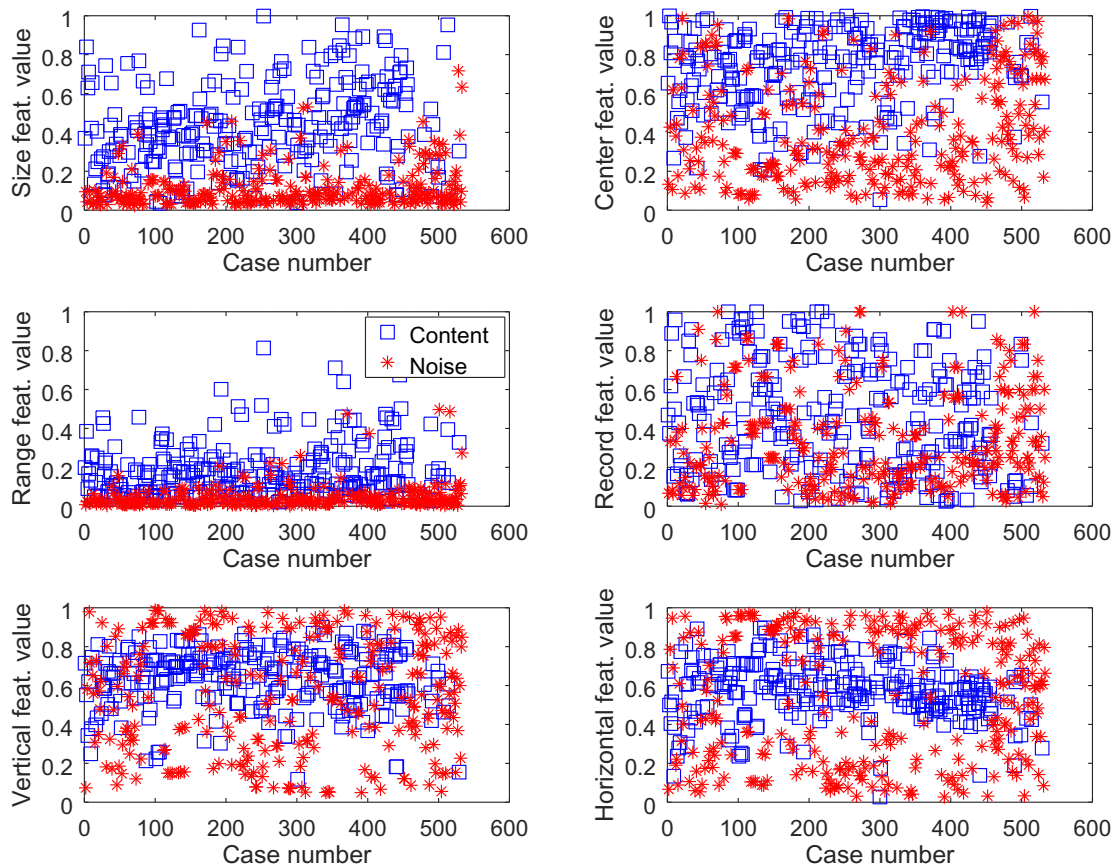 Size feat. value
1
0.8
0.6
0.4
0.2
0
0 100 200 300 400 500 600
Case number
Center feat. value
1
0.8
0.6
0.4
0.2
0
0 100 200 300 400 500 600
Case number
Range feat. value
1
0.8
0.6
0.4
0.2
0
Content
Noise
0 100 200 300 400 500 600
Case number
Record feat. value
1
0.8
0.6
0.4
0.2
0
0 100 200 300 400 500 600
Case number
Vertical feat. value
1
0.8
0.6
0.4
0.2
0
0 100 200 300 400 500 600
Case number
Horizontal feat. value
1
0.8
0.6
0.4
0.2
0
0 100 200 300 400 500 600
Case number